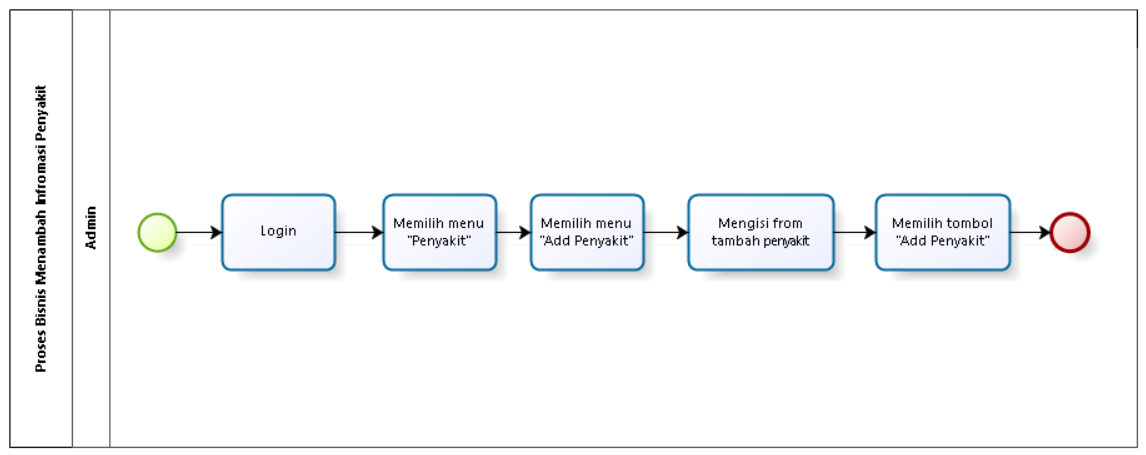 Proses Bisnis Menambah Infromasi Penyakit
Admin
Login
Memilih menu
"Penyakit"
Memilih menu
"Add Penyakit"
Mengisi from
tambah penyakit
Memilih tombol
"Add Penyakit"